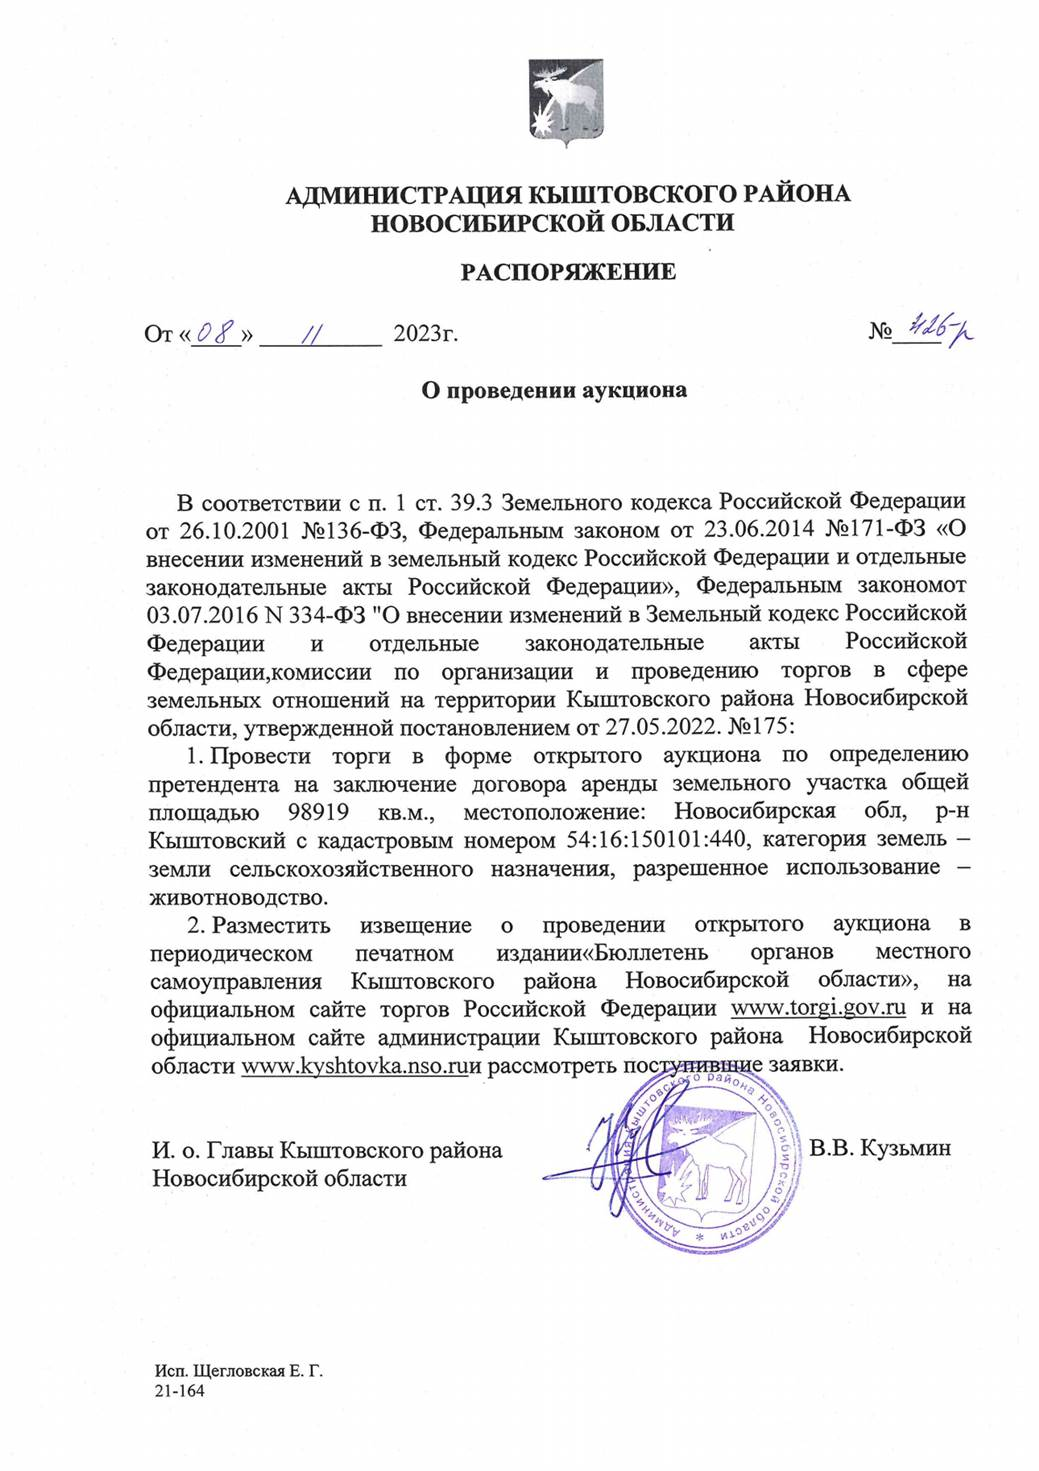 АДМИНИСТРАЦИЯ КЫШТОВСКОГО РАЙОНА
НОВОСИБИРСКОЙ ОБЛАСТИ
РАСПОРЯЖЕНИЕ
От «08» 11 2023г. № 426-р
О проведении аукциона
В соответствии с п. 1 ст. 39.3 Земельного кодекса Российской Федерации
от 26.10.2001 №136-ФЗ, Федеральным законом от 23.06.2014 №171-ФЗ «О
внесении изменений в земельный кодекс Российской Федерации и отдельные
законодательные акты Российской Федерации», Федеральным закономот
03.07.2016 N 334-ФЗ "О внесении изменений в Земельный кодекс Российской
Федерации и отдельные законодательные акты Российской
Федерации,комиссии по организации и проведению торгов в сфере
земельных отношений на территории Кыштовского района Новосибирской
области, утвержденной постановлением от 27.05.2022. №175:
1. Провести торги в форме открытого аукциона по определению
претендента на заключение договора аренды земельного участка общей
площадью 98919 кв.м., местоположение: Новосибирская обл, р-н
Кыштовский с кадастровым номером 54:16:150101:440, категория земель –
земли сельскохозяйственного назначения, разрешенное использование –
животноводство.
2. Разместить извещение о проведении открытого аукциона в
периодическом печатном издании«Бюллетень органов местного
самоуправления Кыштовского района Новосибирской области», на
официальном сайте торгов Российской Федерации www.torgi.gov.ru и на
официальном сайте администрации Кыштовского района Новосибирской
области www.kyshtovka.nso.ruи рассмотреть поступившие заявки.
И. о. Главы Кыштовского района В.В. Кузьмин
Новосибирской области
Администрация Кыштовского района Новосибирской области *
Исп. Щегловская Е. Г.
21-164